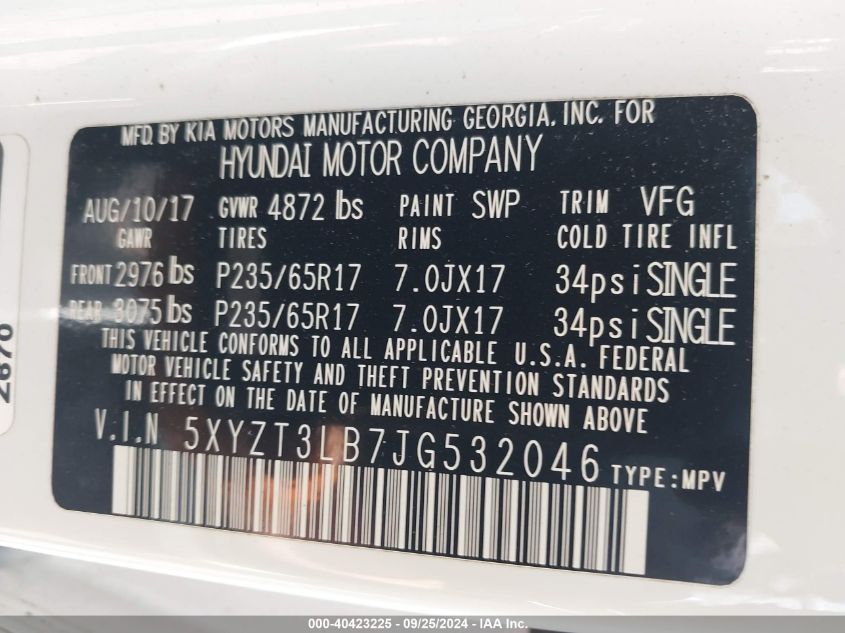 MFD. BY KIA MOTORS MANUFACTURING GEORGIA, INC. FOR
HYUNDAI MOTOR COMPANY
AUG/10/17 GVWR 4872 lbs PAINT SWP TRIM VFG
GAWR TIRES RIMS COLD TIRE INFL
FRONT 2976 lbs P235/65R17 7.0JX17 34psi SINGLE
REAR 3075 lbs P235/65R17 7.0JX17 34psi SINGLE
THIS VEHICLE CONFORMS TO ALL APPLICABLE U.S.A. FEDERAL
MOTOR VEHICLE SAFETY AND THEFT PREVENTION STANDARDS
IN EFFECT ON THE DATE OF MANUFACTURE SHOWN ABOVE
V.I.N 5XYZT3LB7JG532046 TYPE:MPV
000-40423225 - 09/25/2024 - IAA Inc.